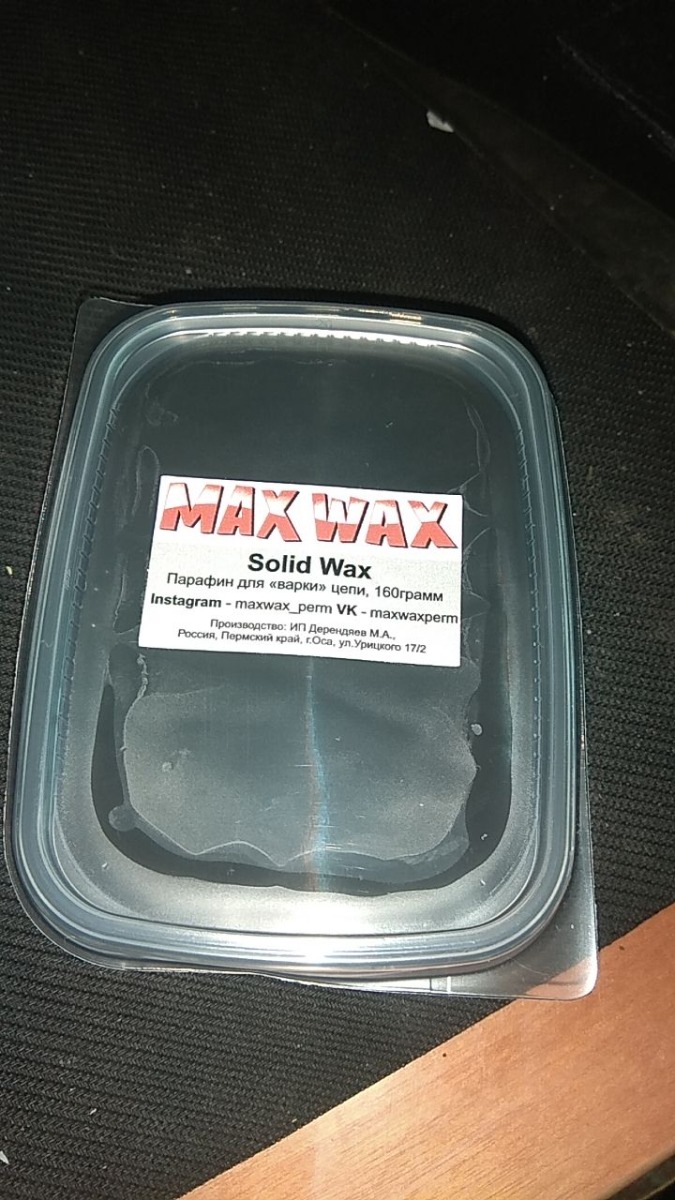 MAX WAX
Solid Wax
Парафин для «варки» цепи, 160грамм
Instagram - maxwax_perm VK - maxwaxperm
Производство: ИП Дерендяев М.А.,
Россия, Пермский край, г.Оса, ул.Урицкого 17/2